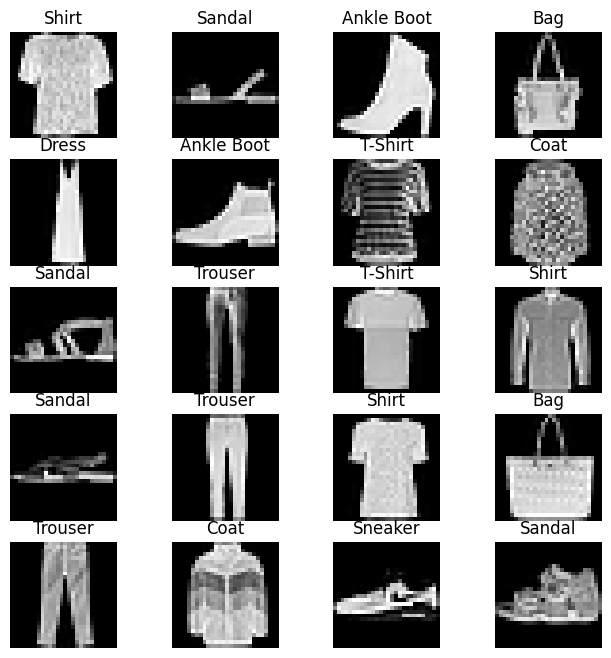 Shirt Sandal Ankle Boot Bag
Dress Ankle Boot T-Shirt Coat
Sandal Trouser T-Shirt Shirt
Sandal Trouser Shirt Bag
Trouser Coat Sneaker Sandal